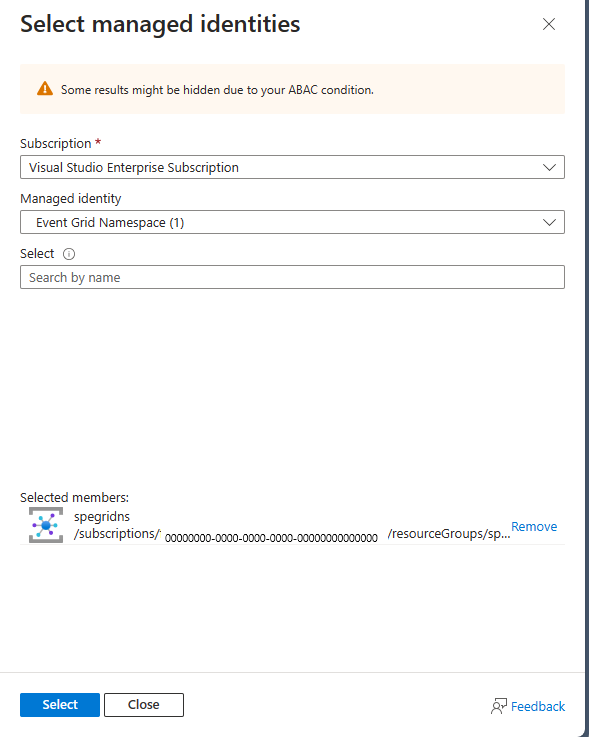 Select managed identities
Some results might be hidden due to your ABAC condition.
Subscription *
Visual Studio Enterprise Subscription
Managed identity
Event Grid Namespace (1)
Select
Search by name
Selected members:
spegridns
/subscriptions/ 00000000-0000-0000-0000-00000000000000 /resourceGroups/sp...
Remove
Select
Close
Feedback